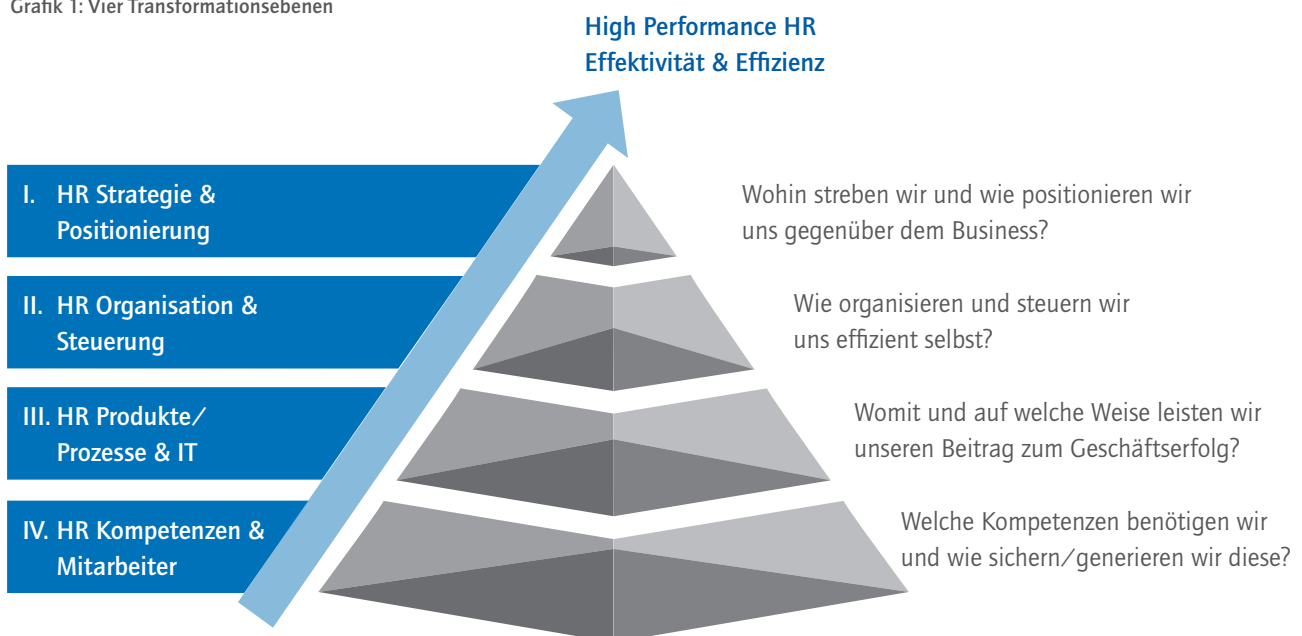 Grafik 1: Vier Transformationsebenen
High Performance HR
Effektivität & Effizienz
I. HR Strategie &
Positionierung
Wohin streben wir und wie positionieren wir
uns gegenüber dem Business?
II. HR Organisation &
Steuerung
Wie organisieren und steuern wir
uns effizient selbst?
III. HR Produkte/
Prozesse & IT
Womit und auf welche Weise leisten wir
unseren Beitrag zum Geschäftserfolg?
IV. HR Kompetenzen &
Mitarbeiter
Welche Kompetenzen benötigen wir
und wie sichern/generieren wir diese?